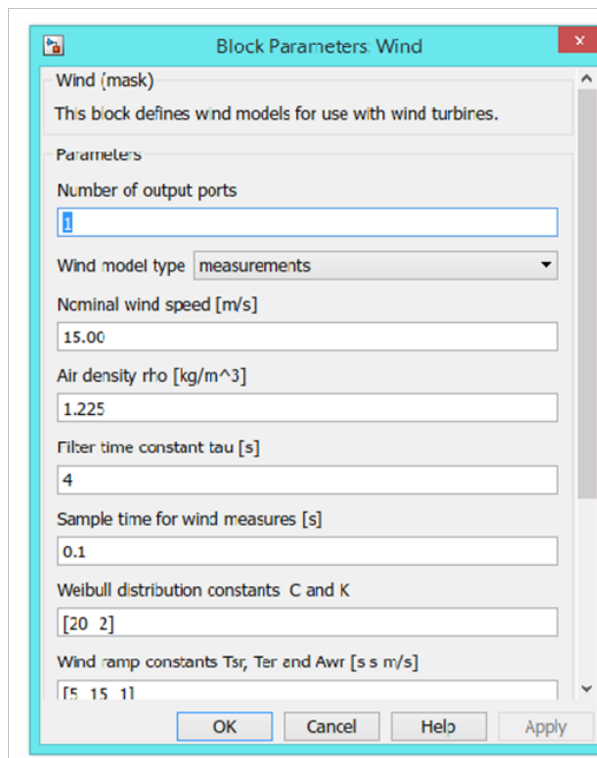 Block Parameters: Wind
x
Wind (mask)
This block defines wind models for use with wind turbines.
Parameters
Number of output ports
1
Wind model type measurements
Nominal wind speed [m/s]
15.00
Air density rho [kg/m^3]
1.225
Filter time constant tau [s]
4
Sample time for wind measures [s]
0.1
Weibull distribution constants C and K
[20 2]
Wind ramp constants Tsr, Ter and Awr [s s m/s]
[5 15 1]
OK Cancel Help Apply